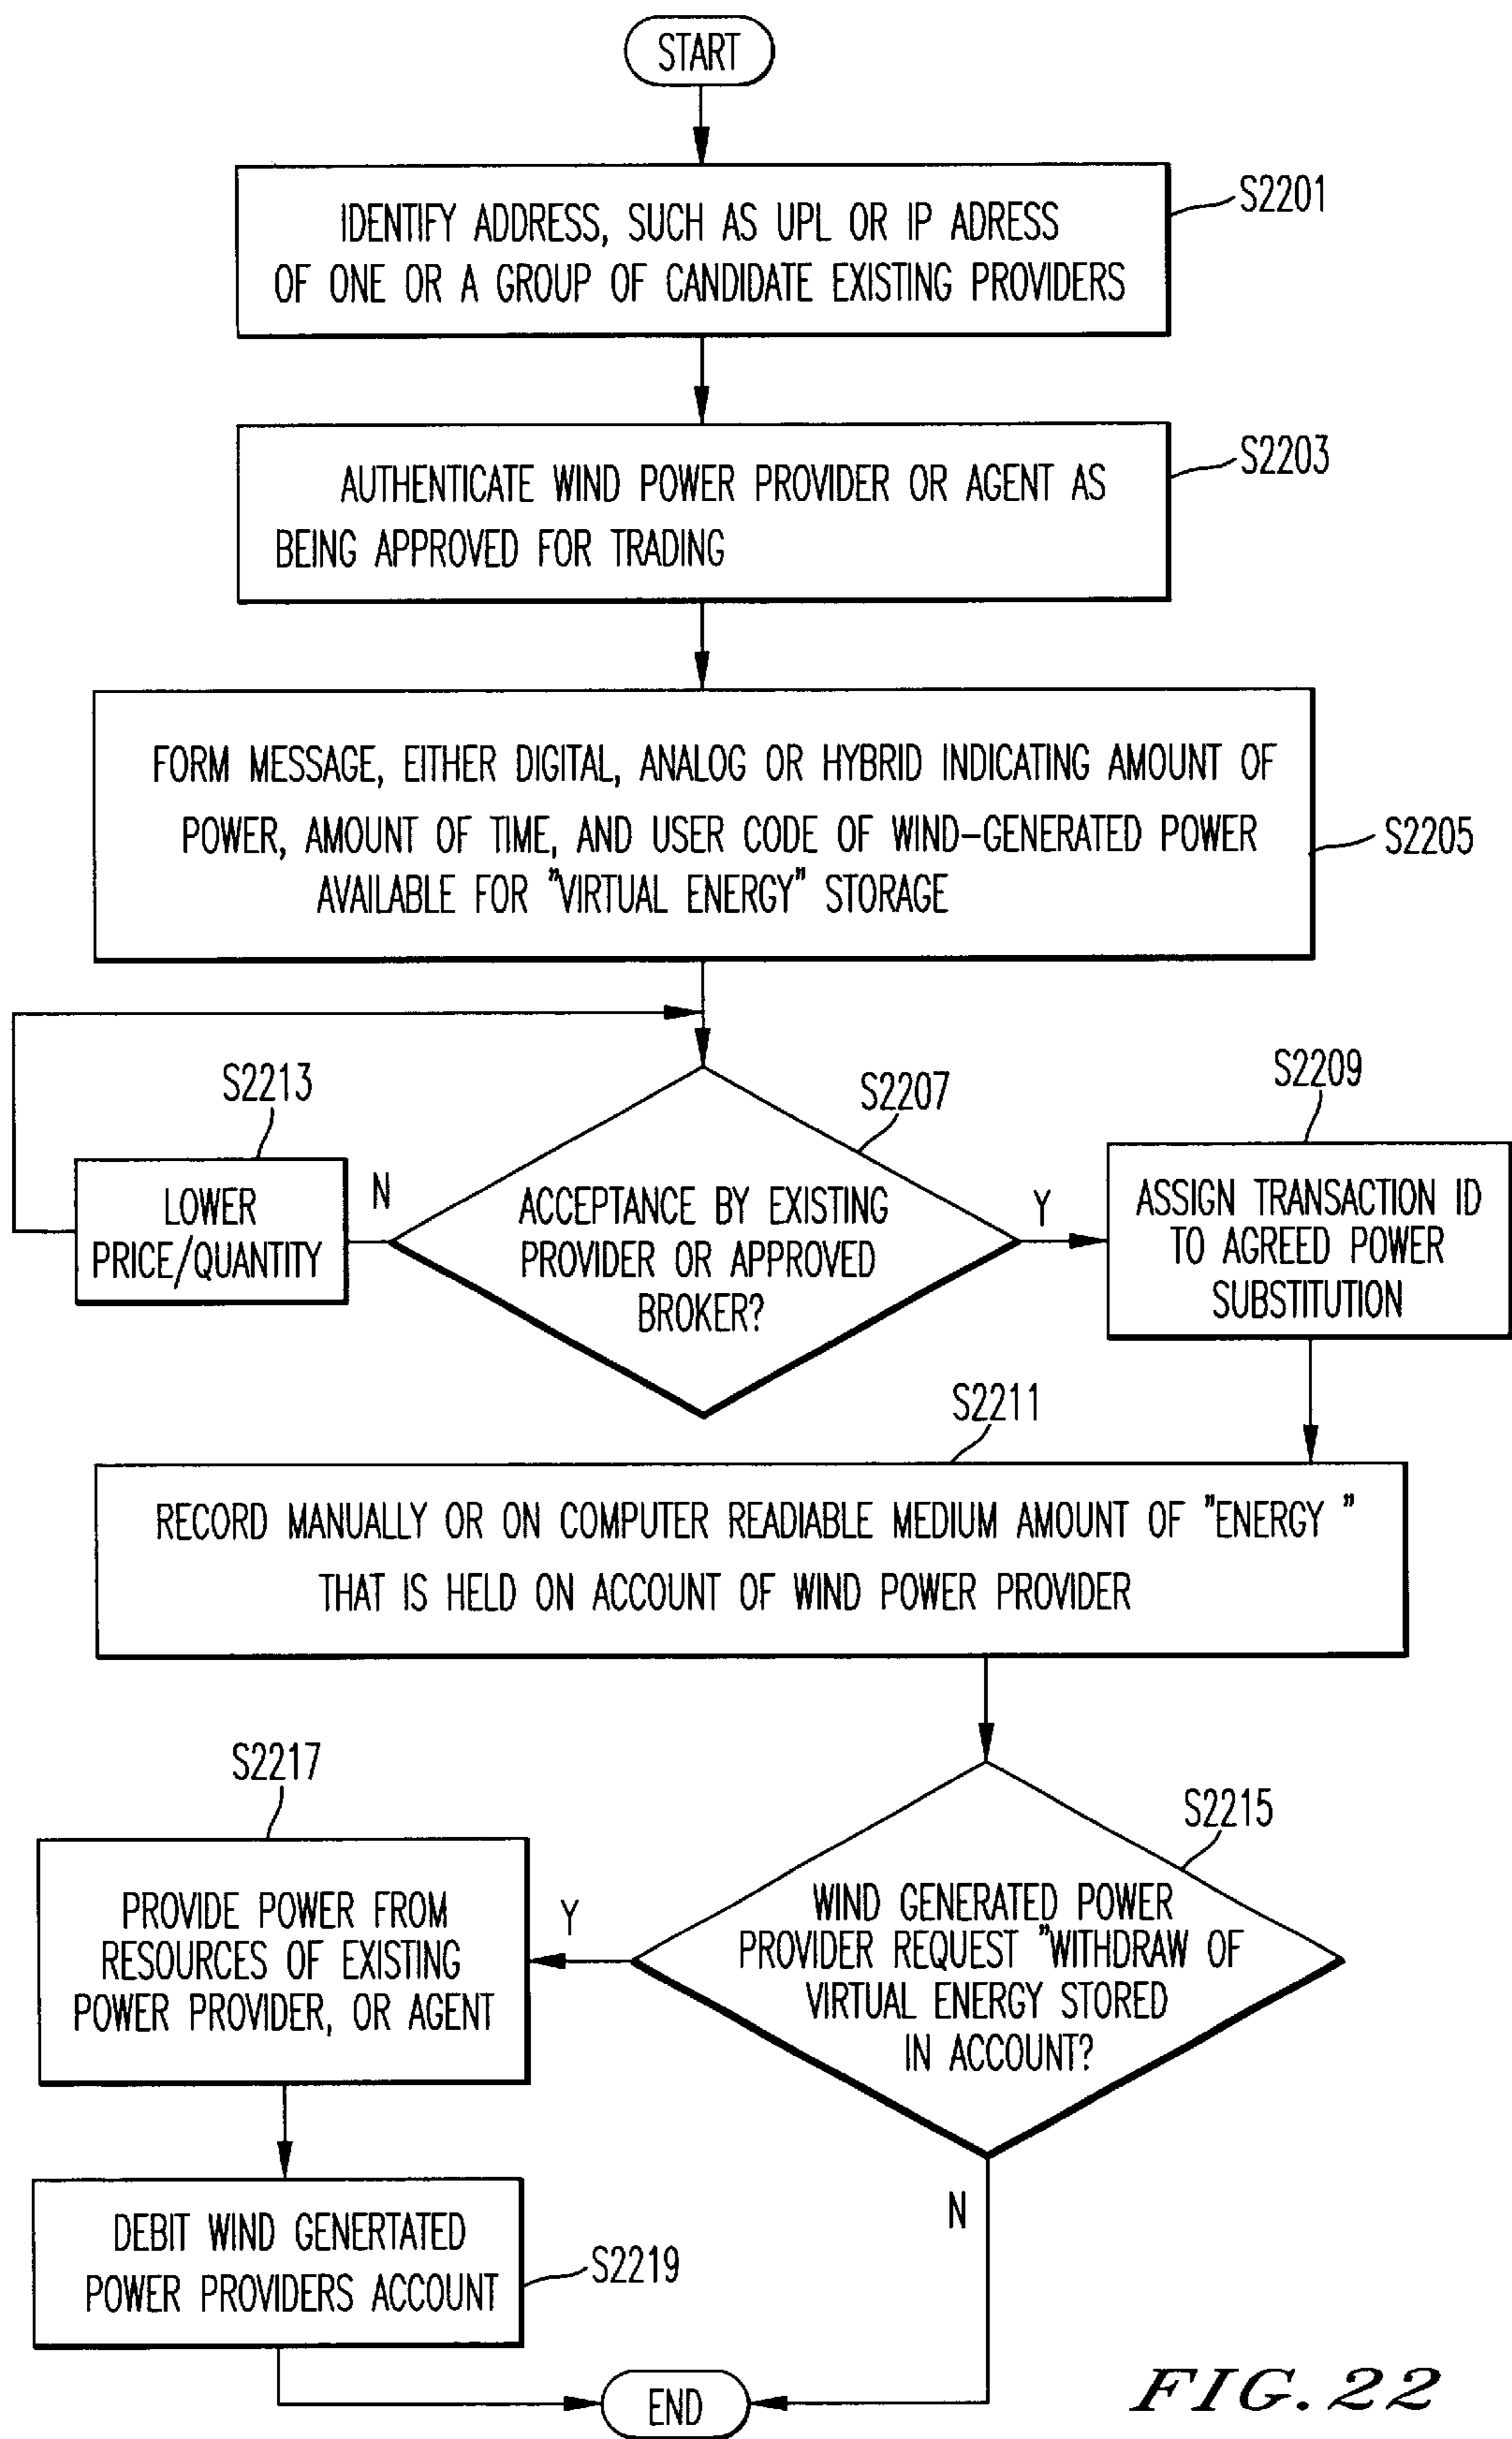 START
IDENTIFY ADDRESS, SUCH AS UPL OR IP ADRESS
OF ONE OR A GROUP OF CANDIDATE EXISTING PROVIDERS
S2201
AUTHENTICATE WIND POWER PROVIDER OR AGENT AS
BEING APPROVED FOR TRADING
S2203
FORM MESSAGE, EITHER DIGITAL, ANALOG OR HYBRID INDICATING AMOUNT OF
POWER, AMOUNT OF TIME, AND USER CODE OF WIND-GENERATED POWER
AVAILABLE FOR "VIRTUAL ENERGY" STORAGE
S2205
S2213
LOWER
PRICE/QUANTITY
N
S2207
ACCEPTANCE BY EXISTING
PROVIDER OR APPROVED
BROKER?
Y
S2209
ASSIGN TRANSACTION ID
TO AGREED POWER
SUBSTITUTION
S2211
RECORD MANUALLY OR ON COMPUTER READIABLE MEDIUM AMOUNT OF "ENERGY "
THAT IS HELD ON ACCOUNT OF WIND POWER PROVIDER
S2215
WIND GENERATED POWER
PROVIDER REQUEST "WITHDRAW OF
VIRTUAL ENERGY STORED
IN ACCOUNT?
Y
S2217
PROVIDE POWER FROM
RESOURCES OF EXISTING
POWER PROVIDER, OR AGENT
N
DEBIT WIND GENERTATED
POWER PROVIDERS ACCOUNT
S2219
END
FIG. 22